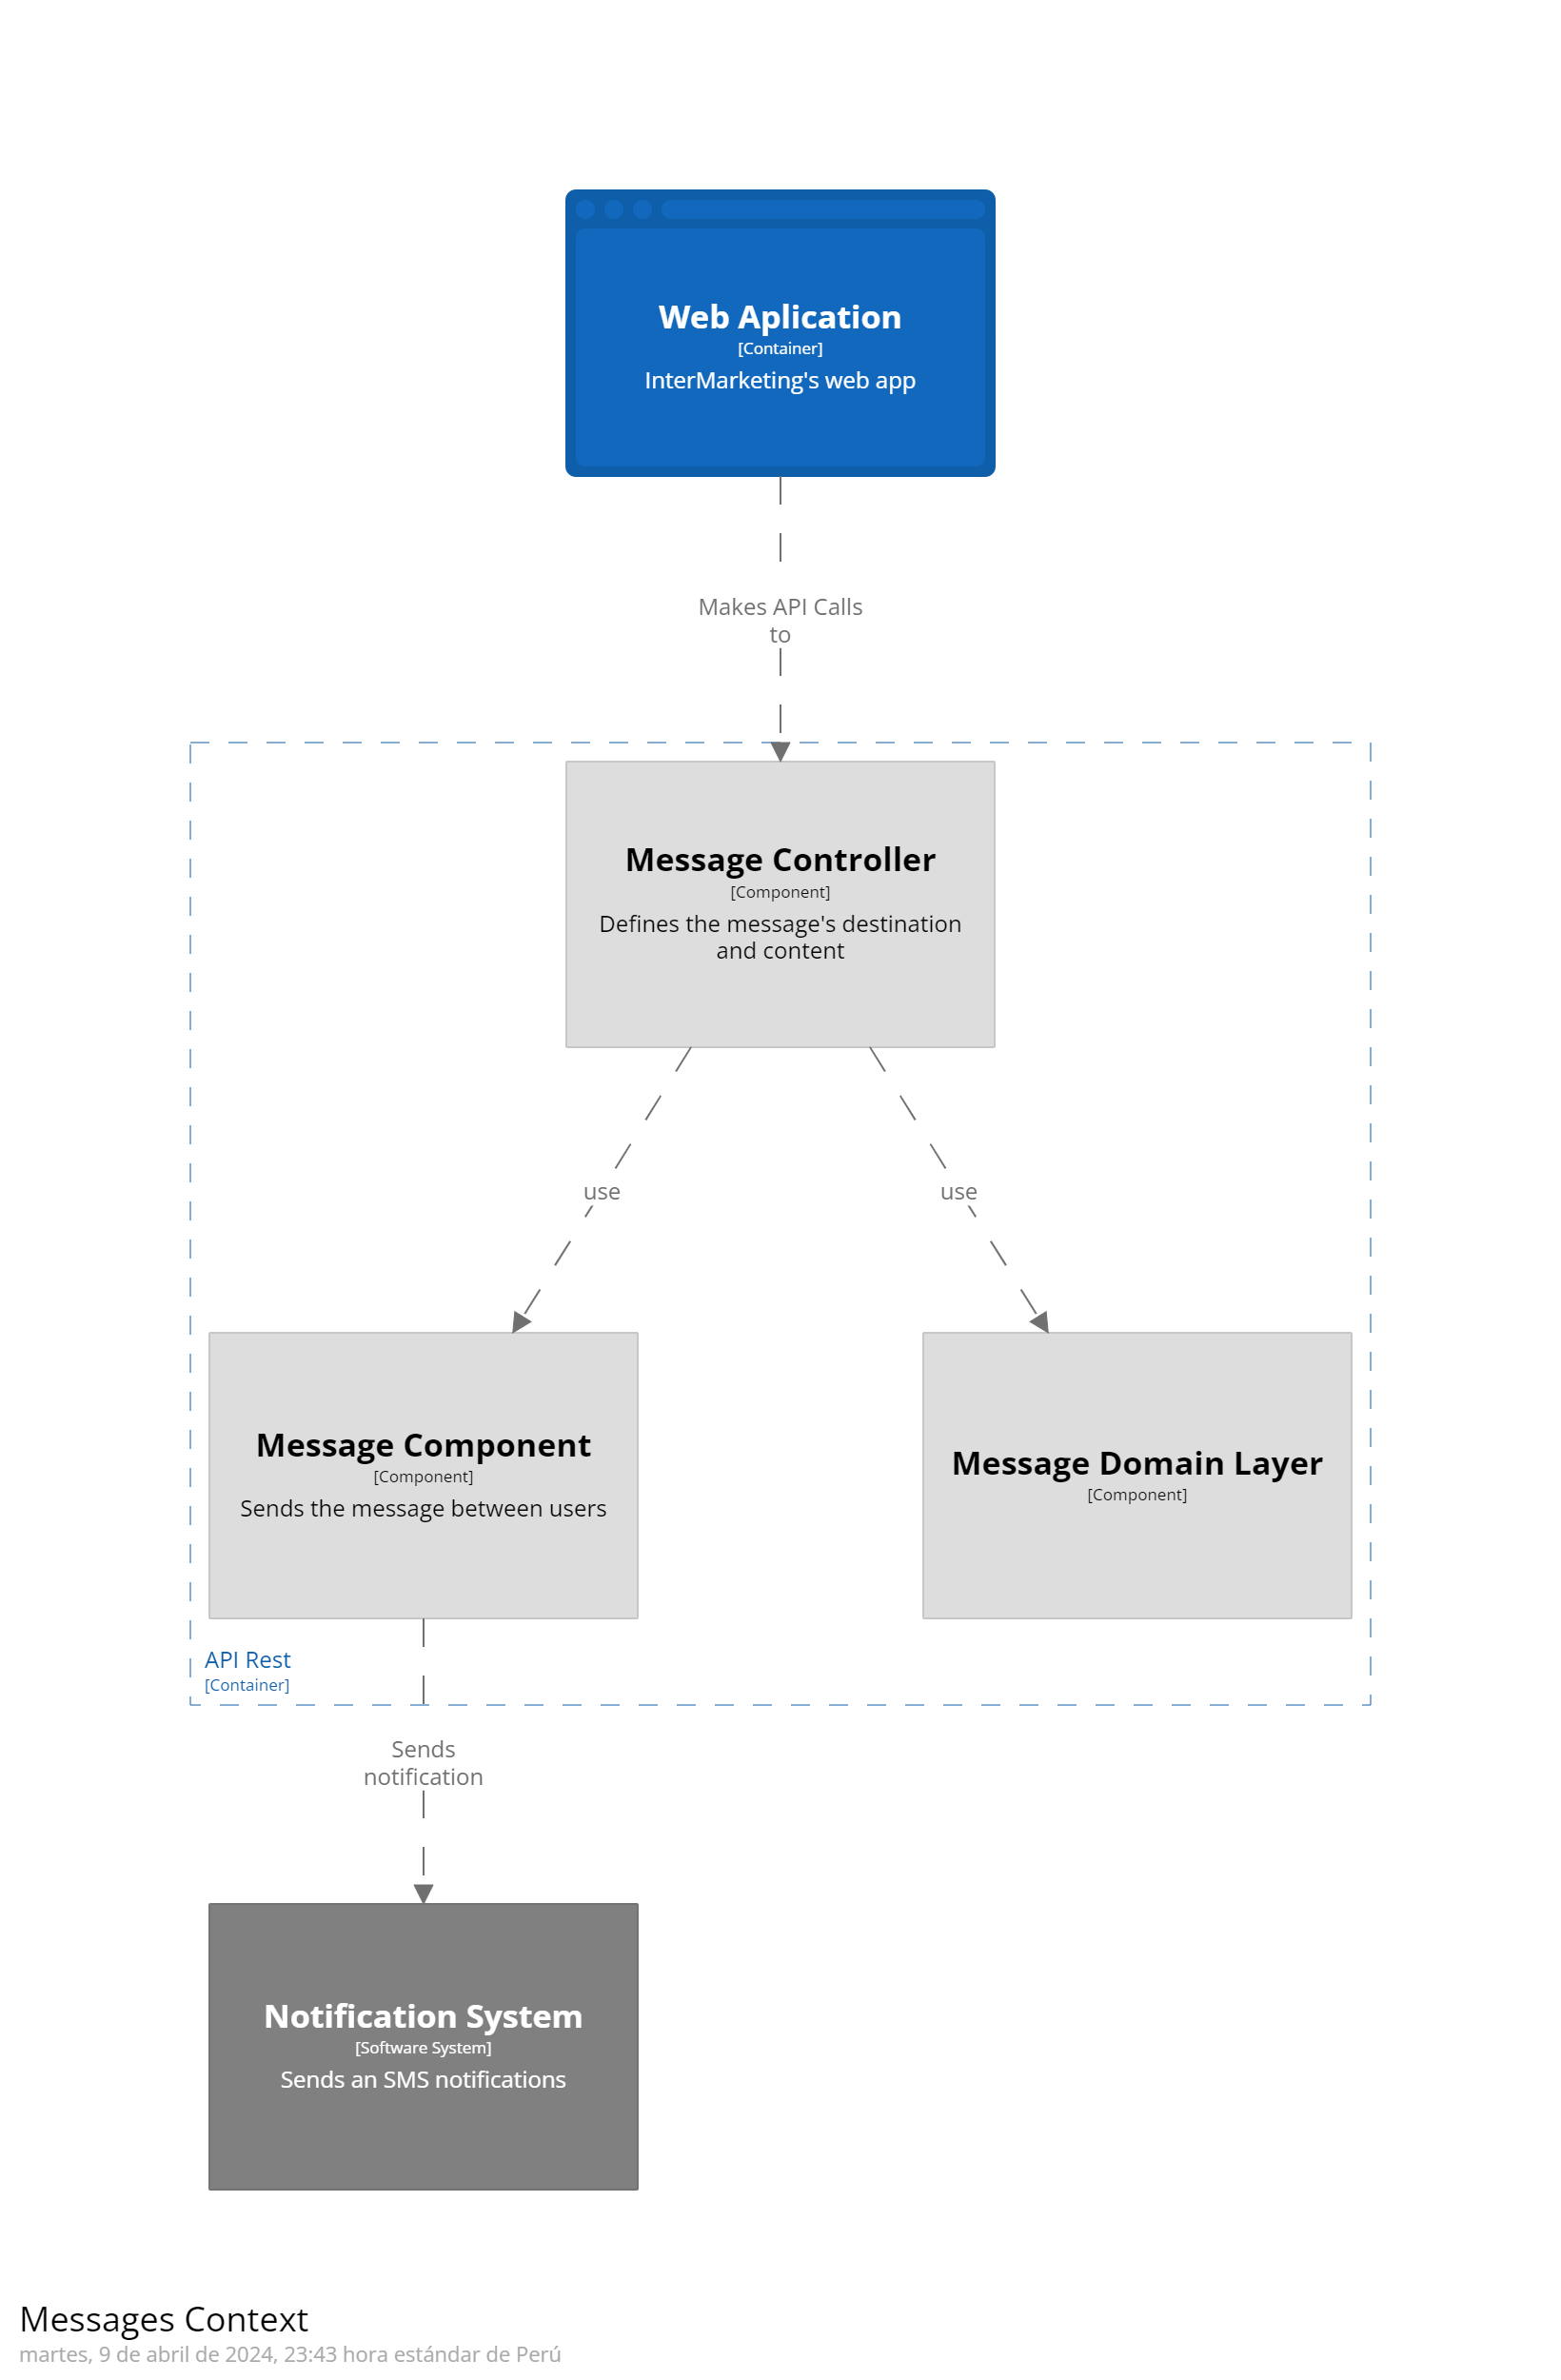 Web Aplication
[Container]
InterMarketing's web app
Makes API Calls
to
Message Controller
[Component]
Defines the message's destination
and content
use
use
Message Component
[Component]
Sends the message between users
Message Domain Layer
[Component]
API Rest
[Container]
Sends
notification
Notification System
[Software System]
Sends an SMS notifications
Messages Context
martes, 9 de abril de 2024, 23:43 hora estándar de Perú